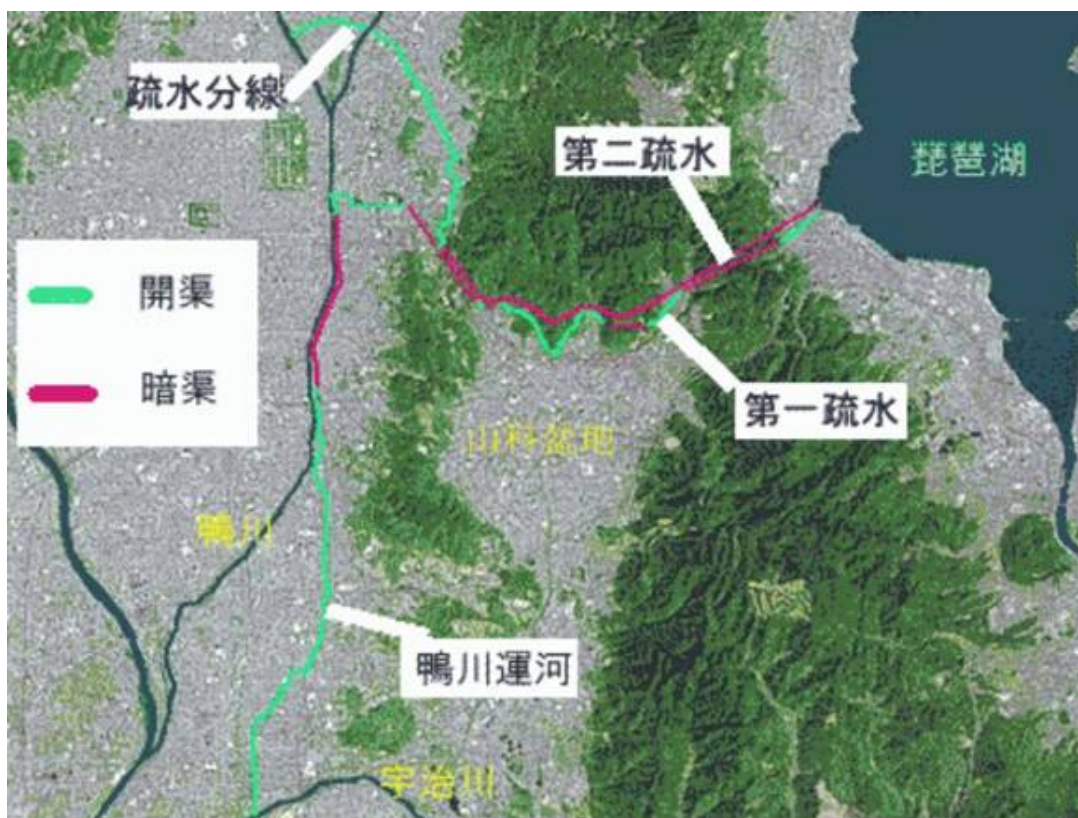 疏水分線
第二疏水
琵琶湖
開渠
暗渠
第一疏水
山科盆地
鴨川
鴨川運河
宇治川